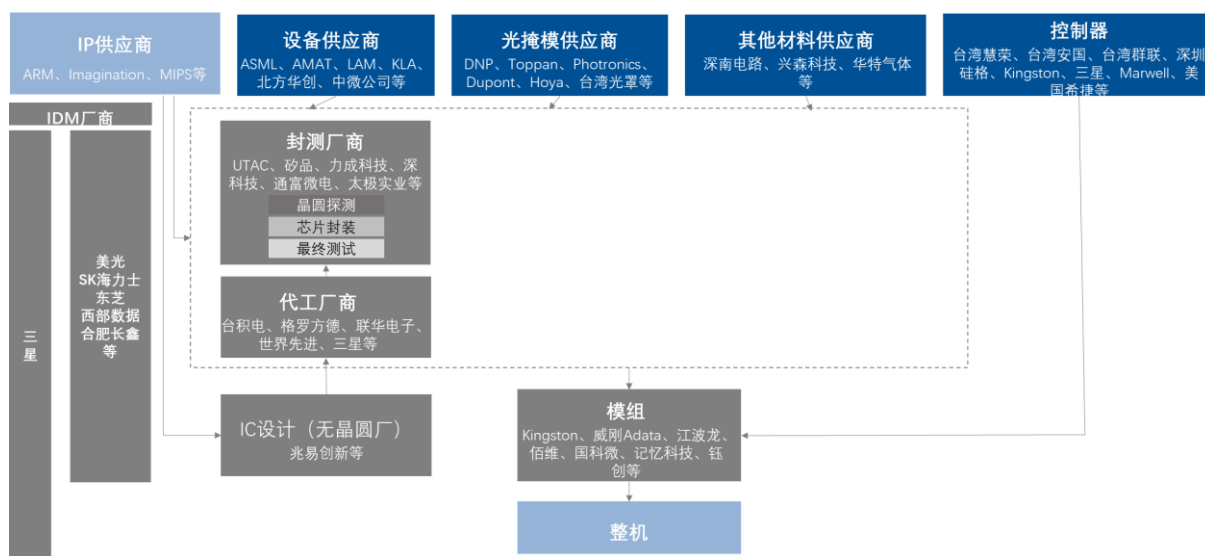 IP供应商
ARM、Imagination、MIPS等
设备供应商
ASML、AMAT、LAM、KLA、
北方华创、中微公司等
光掩模供应商
DNP、Toppan、Photronics、
Dupont、Hoya、台湾光罩等
其他材料供应商
深南电路、兴森科技、华特气体
等
控制器
台湾慧荣、台湾安国、台湾群联、深圳
硅格、Kingston、三星、Marwell、美
国希捷等
IDM厂商
三
星
美光
SK海力士
东芝
西部数据
合肥长鑫
等
封测厂商
UTAC、矽品、力成科技、深
科技、通富微电、太极实业等
晶圆探测
芯片封装
最终测试
代工厂商
台积电、格罗方德、联华电子、
世界先进、三星等
IC设计（无晶圆厂）
兆易创新等
模组
Kingston、威刚Adata、江波龙、
佰维、国科微、记忆科技、钰
创等
整机